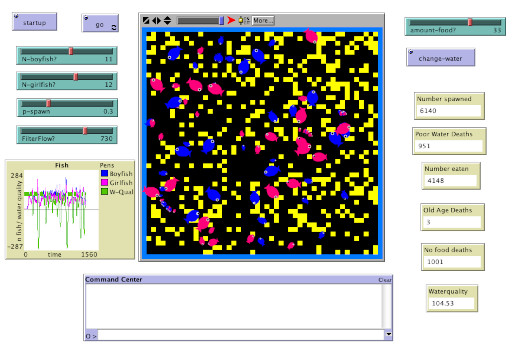 startup
go
More...
amount-food? 33
change-water
N-boyfish? 11
N-girlfish? 12
p-spawn 0.3
FilterFlow? 730
Number spawned
6140
Poor Water Deaths
951
Number eaten
4148
Old Age Deaths
3
No food deaths
1001
Waterquality
104.53
Fish
Pens
Boyfish
Girlfish
W-Qual
284
n fish/ water quality
-287
0 time 1560
Command Center
Clear
O >